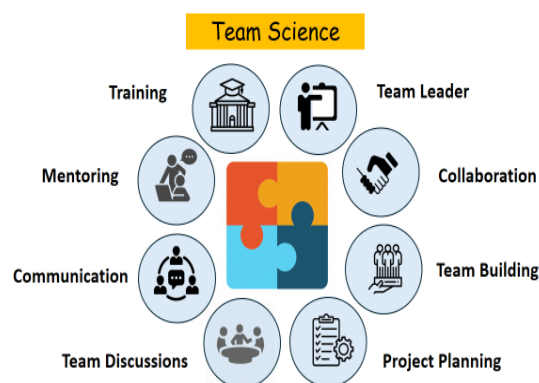 Team Science
Training
Team Leader
Mentoring
Collaboration
Communication
Team Building
Team Discussions
Project Planning